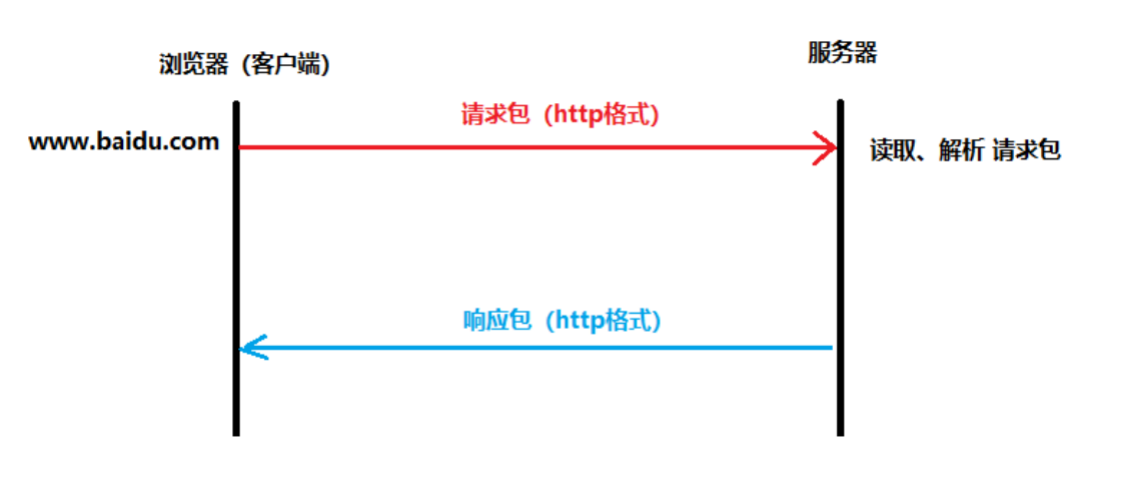 浏览器（客户端）
服务器
www.baidu.com
请求包（http格式）
读取、解析 请求包
响应包（http格式）